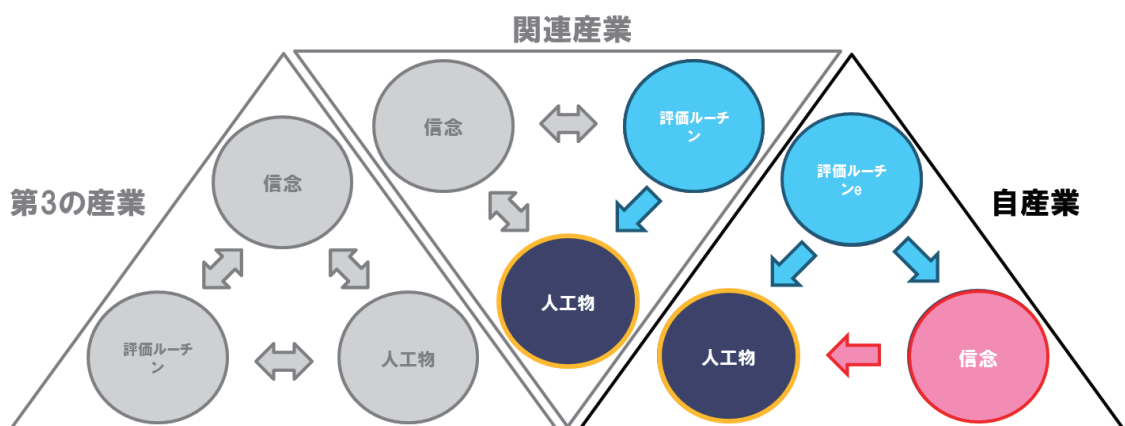 関連産業
第3の産業
信念
評価ルーチ
ン
人工物
信念
評価ルーチ
ン
人工物
自産業
評価ルーチ
ンe
人工物
信念